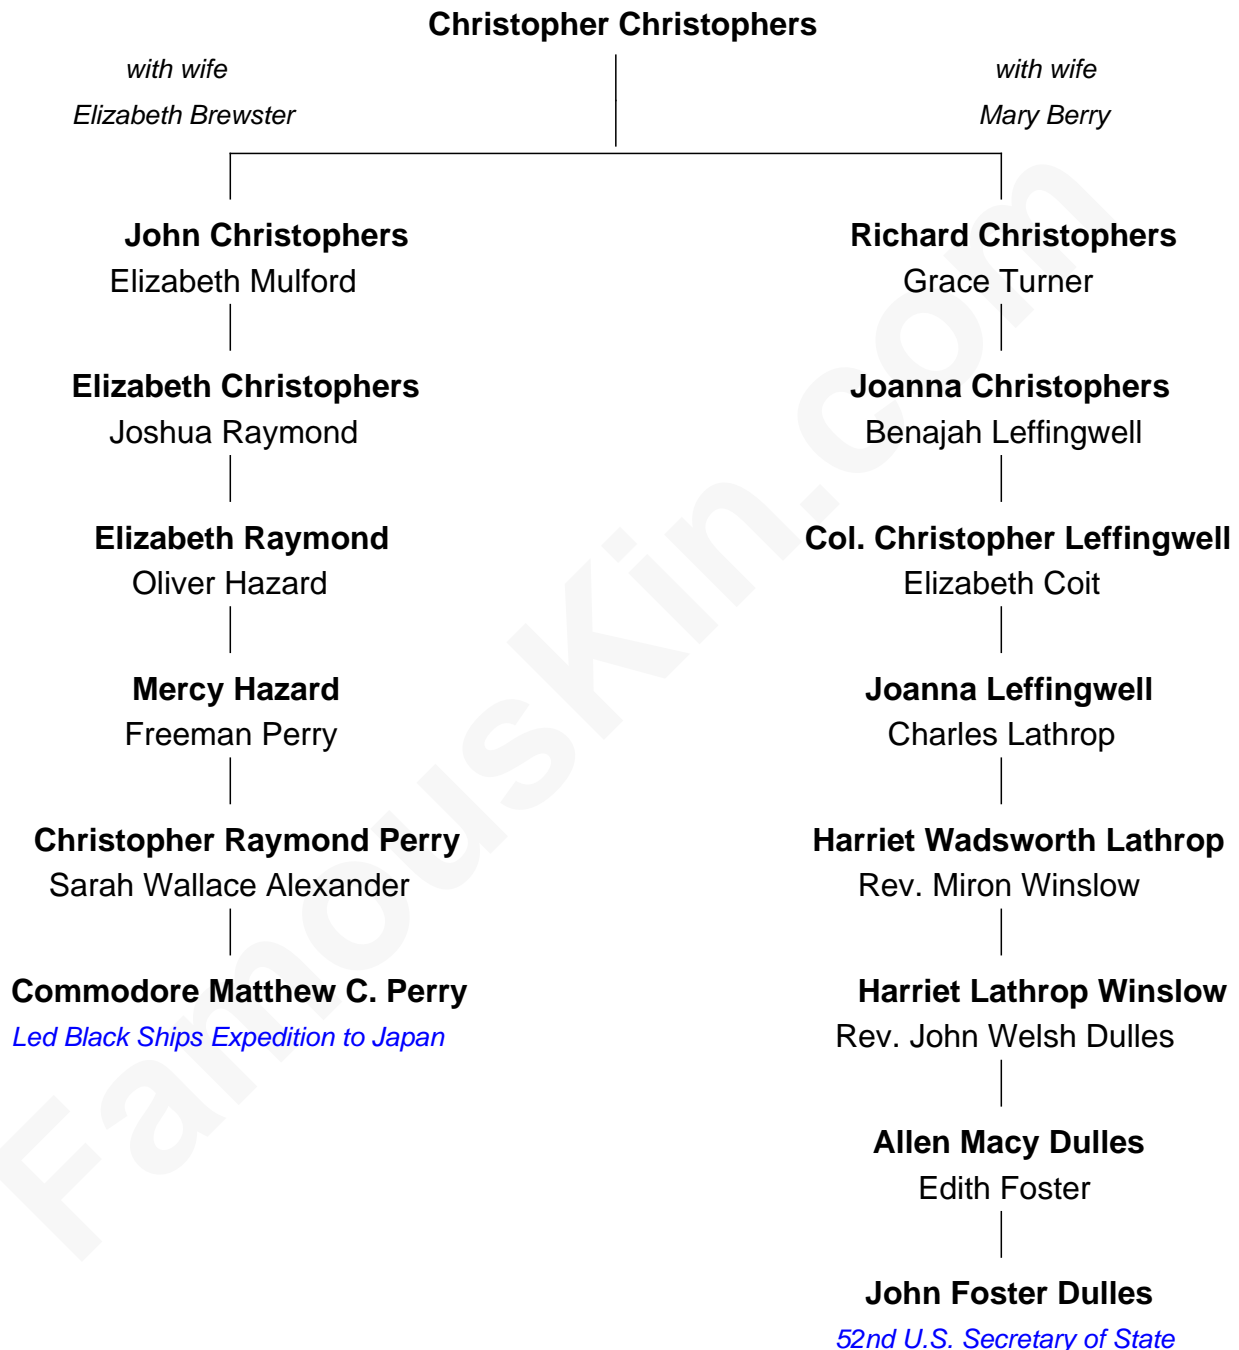 Christopher Christophers
with wife
Elizabeth Brewster
with wife
Mary Berry
John Christophers
Elizabeth Mulford
Richard Christophers
Grace Turner
Elizabeth Christophers
Joshua Raymond
Joanna Christophers
Benajah Leffingwell
Elizabeth Raymond
Oliver Hazard
Col. Christopher Leffingwell
Elizabeth Coit
Mercy Hazard
Freeman Perry
Joanna Leffingwell
Charles Lathrop
Christopher Raymond Perry
Sarah Wallace Alexander
Harriet Wadsworth Lathrop
Rev. Miron Winslow
Commodore Matthew C. Perry
Led Black Ships Expedition to Japan
Harriet Lathrop Winslow
Rev. John Welsh Dulles
Allen Macy Dulles
Edith Foster
John Foster Dulles
52nd U.S. Secretary of State
FamousKin.com